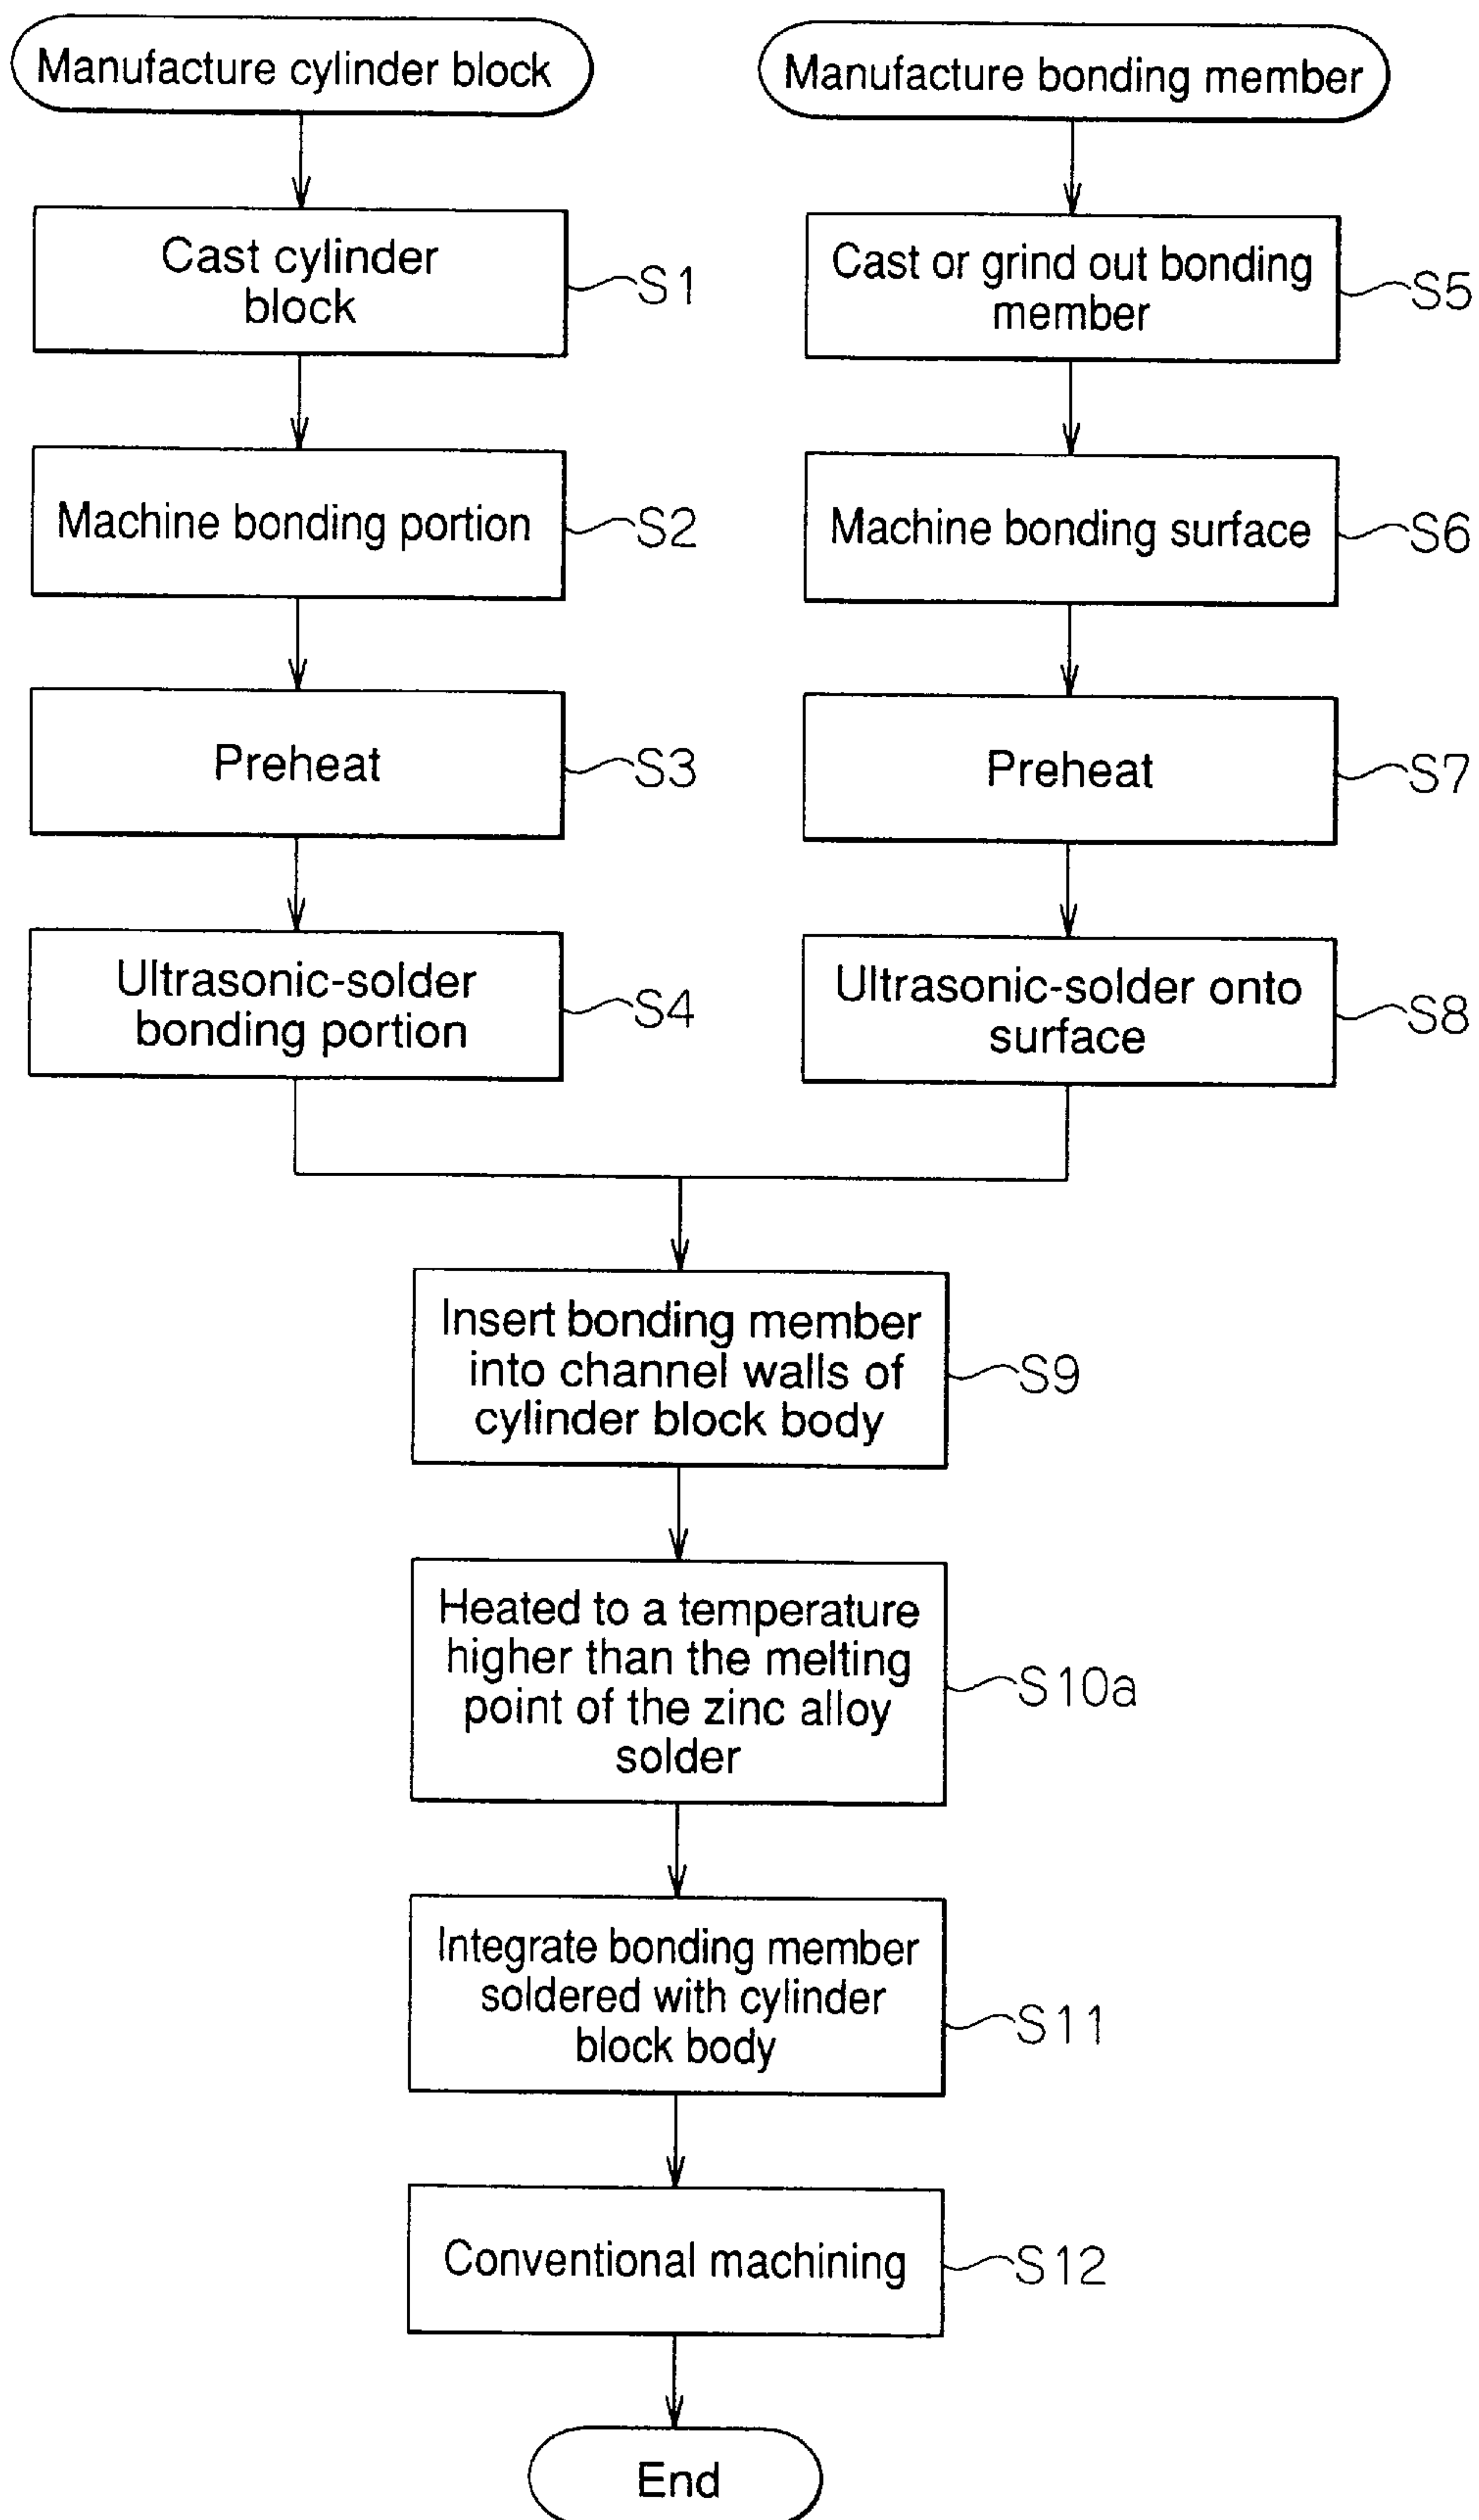 Manufacture cylinder block
Cast cylinder
block
S1
Machine bonding portion
S2
Preheat
S3
Ultrasonic-solder
bonding portion
S4
Manufacture bonding member
Cast or grind out bonding
member
S5
Machine bonding surface
S6
Preheat
S7
Ultrasonic-solder onto
surface
S8
Insert bonding member
into channel walls of
cylinder block body
S9
Heated to a temperature
higher than the melting
point of the zinc alloy
solder
S10a
Integrate bonding member
soldered with cylinder
block body
S11
Conventional machining
S12
End